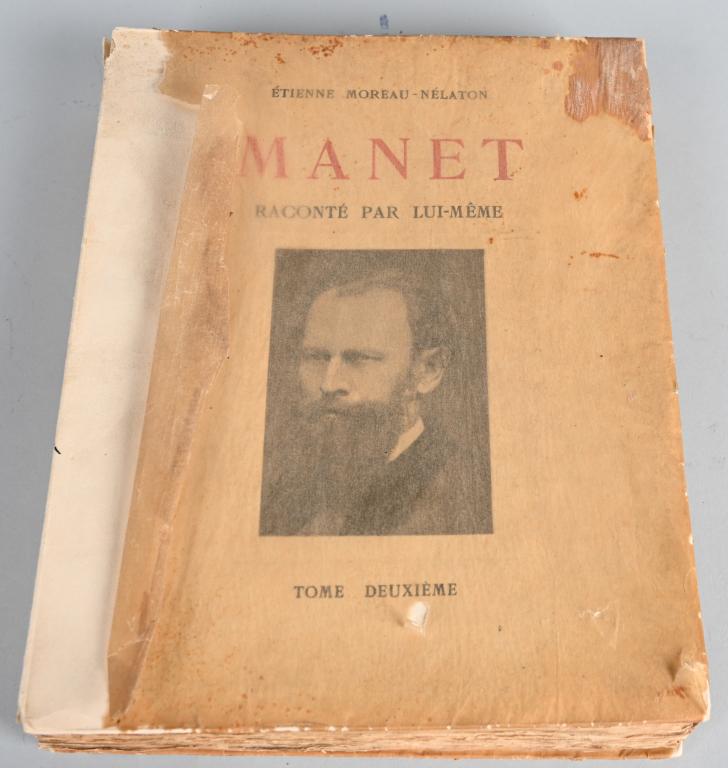 ÉTIENNE MOREAU-NÉLATON
MANET
RACONTÉ PAR LUI-MÊME
TOME DEUXIÈME